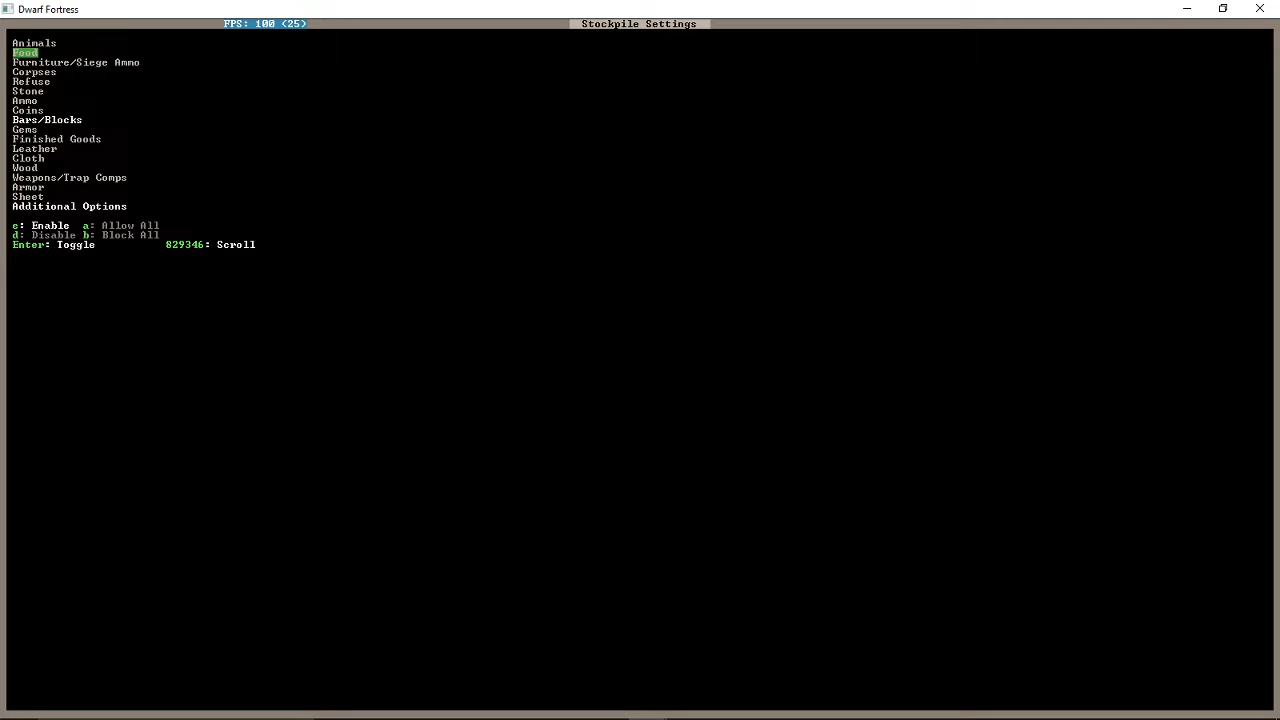 Dwarf Fortress
FPS: 100 (25) Stockpile Settings
Animals
Food
Furniture/Siege Ammo
Corpses
Refuse
Stone
Ammo
Coins
Bars/Blocks
Gems
Finished Goods
Leather
Cloth
Wood
Weapons/Trap Comps
Armor
Sheet
Additional Options
e: Enable a: Allow All
d: Disable b: Block All
Enter: Toggle 829346: Scroll